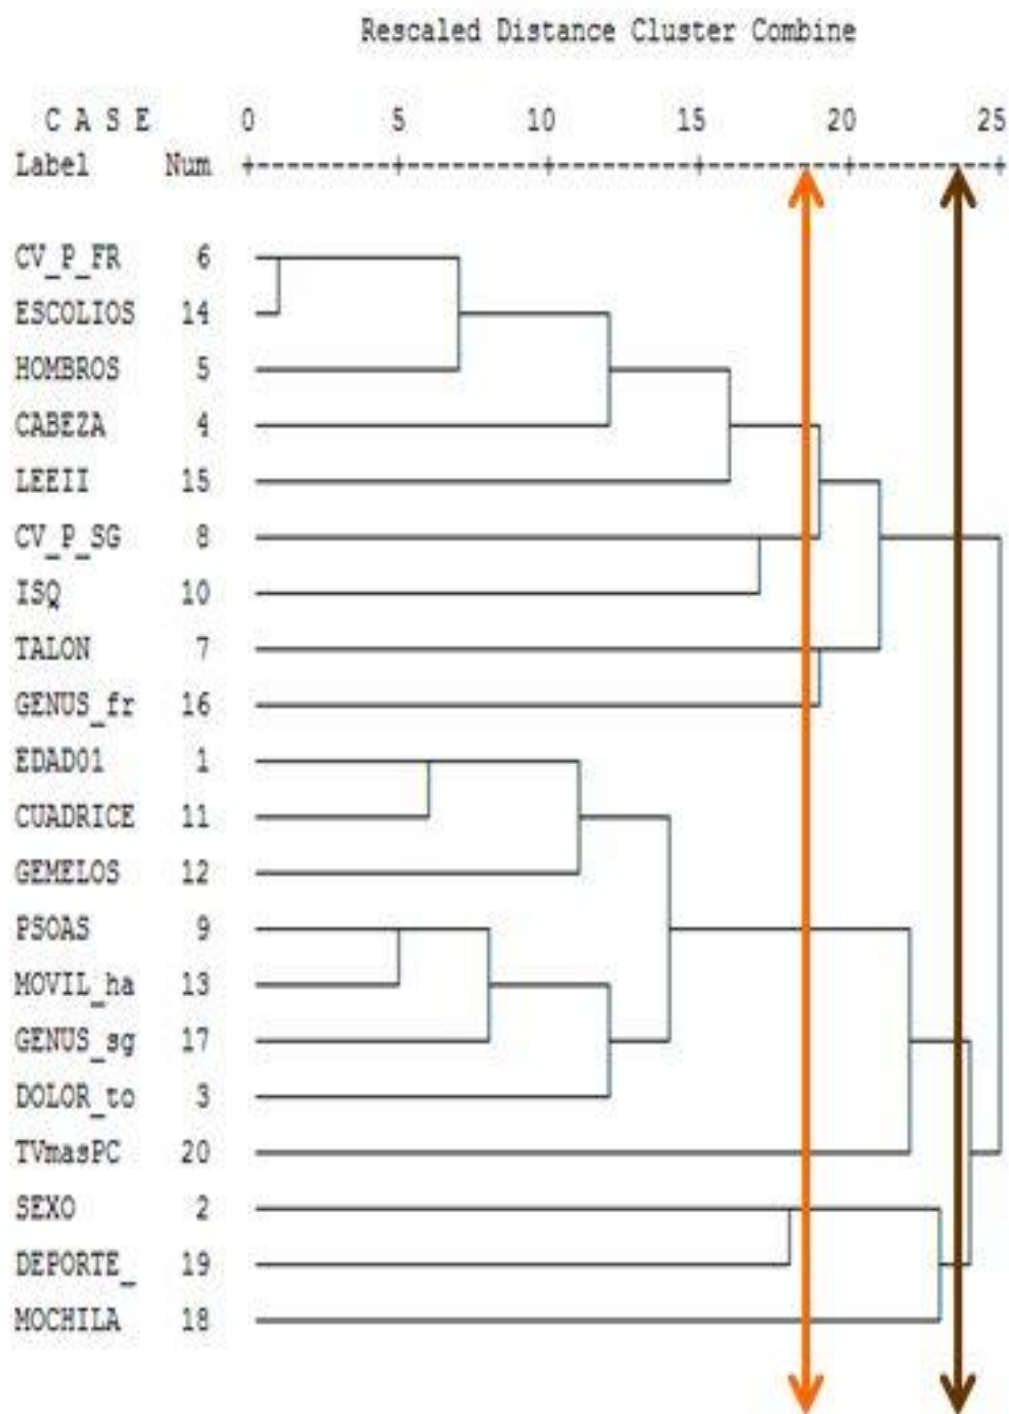 Rescaled Distance Cluster Combine
C A S E 0 5 10 15 20 25
Label Num
CV_P_FR 6
ESCOLIOS 14
HOMBROS 5
CABEZA 4
LEEII 15
CV_P_SG 8
ISQ 10
TALON 7
GENUS_fr 16
EDAD01 1
CUADRICE 11
GEMELOS 12
PSOAS 9
MOVIL_ha 13
GENUS_sg 17
DOLOR_to 3
TVmasPC 20
SEXO 2
DEPORTE_ 19
MOCHILA 18